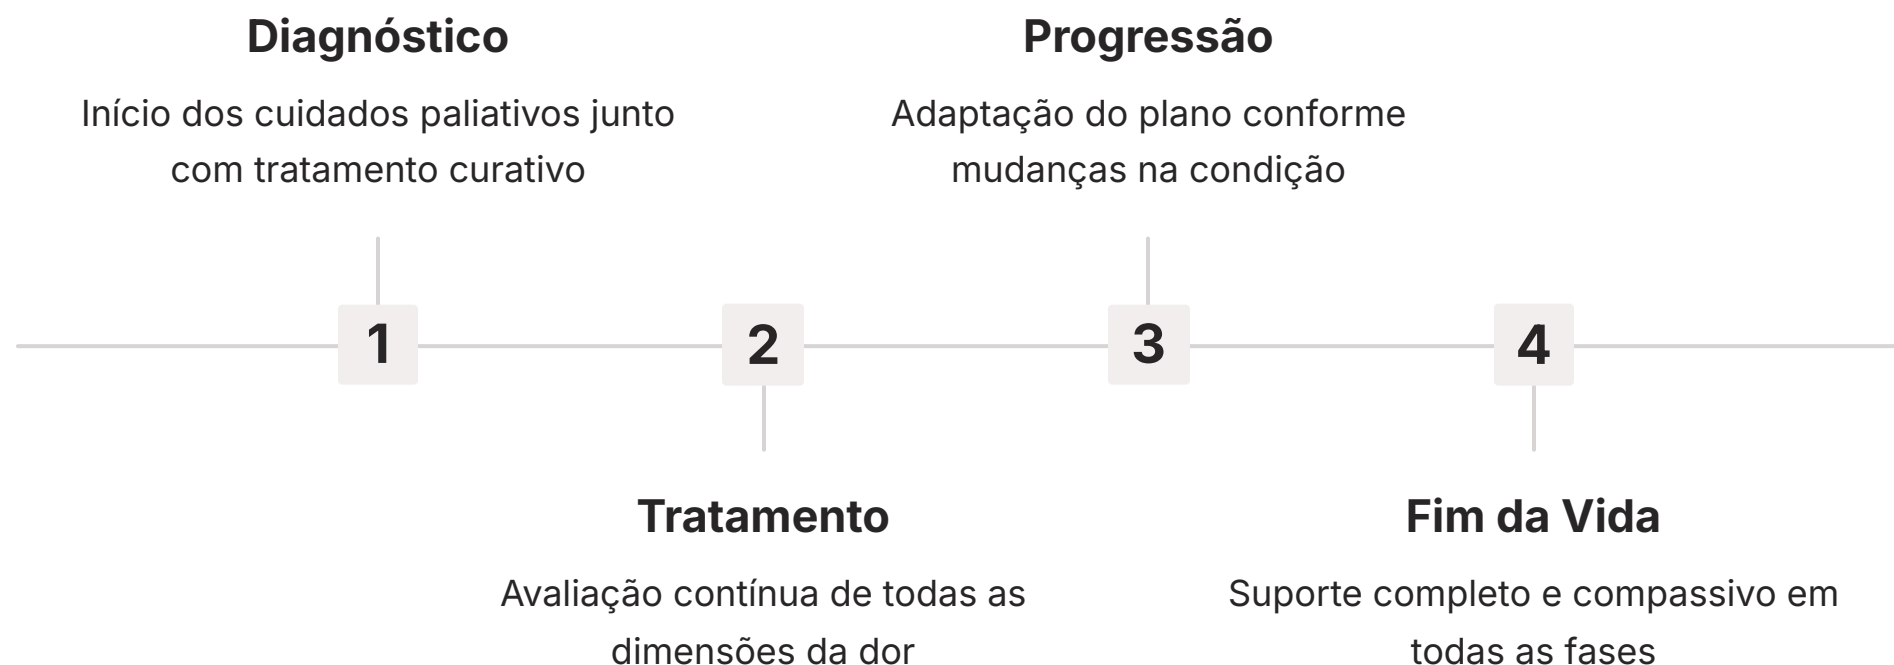 Diagnóstico
Início dos cuidados paliativos junto
com tratamento curativo
1
2
Tratamento
Avaliação contínua de todas as
dimensões da dor
Progressão
Adaptação do plano conforme
mudanças na condição
3
4
Fim da Vida
Suporte completo e compassivo em
todas as fases